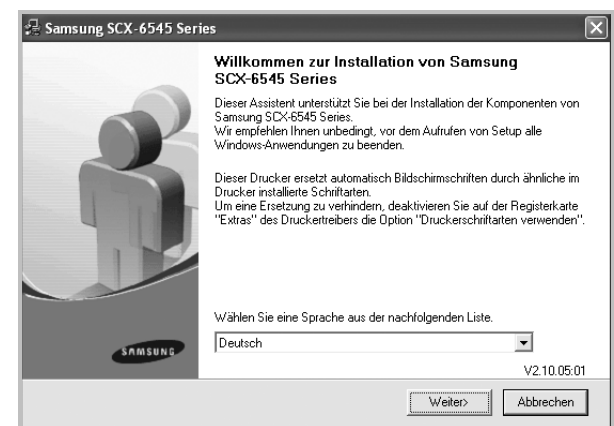 Samsung SCX-6545 Series
Willkommen zur Installation von Samsung
SCX-6545 Series
Dieser Assistent unterstützt Sie bei der Installation der Komponenten von
Samsung SCX-6545 Series.
Wir empfehlen Ihnen unbedingt, vor dem Aufrufen von Setup alle
Windows-Anwendungen zu beenden.
Dieser Drucker ersetzt automatisch Bildschirmschriften durch ähnliche im
Drucker installierte Schriftarten.
Um eine Ersetzung zu verhindern, deaktivieren Sie auf der Registerkarte
"Extras" des Druckertreibers die Option "Druckerschriftarten verwenden".
Wählen Sie eine Sprache aus der nachfolgenden Liste.
SAMSUNG
Deutsch
V2.10.05:01
Weiter>
Abbrechen